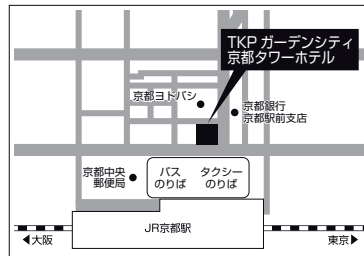 TKP ガーデンシティ
京都タワーホテル
京都ヨドバシ
京都銀行
京都駅前支店
京都中央
郵便局
バス
のりば
タクシー
のりば
JR京都駅
◀大阪
東京▶